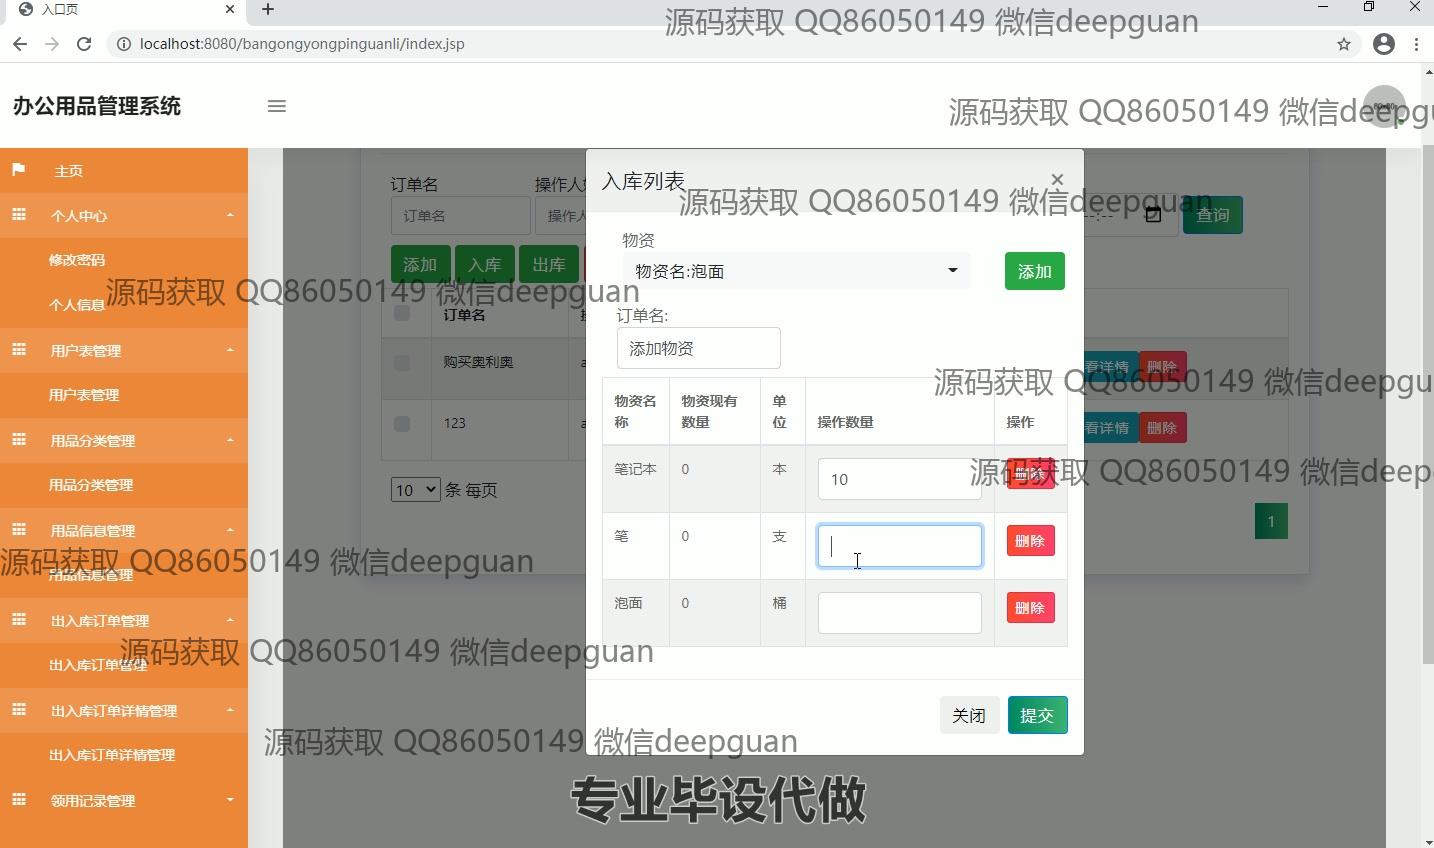 入口页
源码获取 QQ86050149 微信deepguan
localhost:8080/bangongyongpinguanli/index.jsp
办公用品管理系统
源码获取 QQ86050149 微信deepgu
主页
个人中心
修改密码
个人信息
用户表管理
用户表管理
用品分类管理
用品分类管理
用品信息管理
用品信息管理
出入库订单管理
出入库订单管理
出入库订单详情管理
出入库订单详情管理
领用记录管理
订单名
操作人
订单名
操作人
查询
添加
入库
出库
源码获取 QQ86050149 微信deepguan
订单名
购买奥利奥
看详情
删除
123
看详情
删除
10
条 每页
1
入库列表
源码获取 QQ86050149 微信deepguan
物资
物资名:泡面
添加
订单名:
添加物资
源码获取 QQ86050149 微信deepgu
物资名称
物资现有数量
单位
操作数量
操作
笔记本 0 本 10 删除
源码获取 QQ86050149 微信deep
笔 0 支 删除
泡面 0 桶 删除
源码获取 QQ86050149 微信deepguan
源码获取 QQ86050149 微信deepguan
关闭
提交
源码获取 QQ86050149 微信deepguan
专业毕设代做